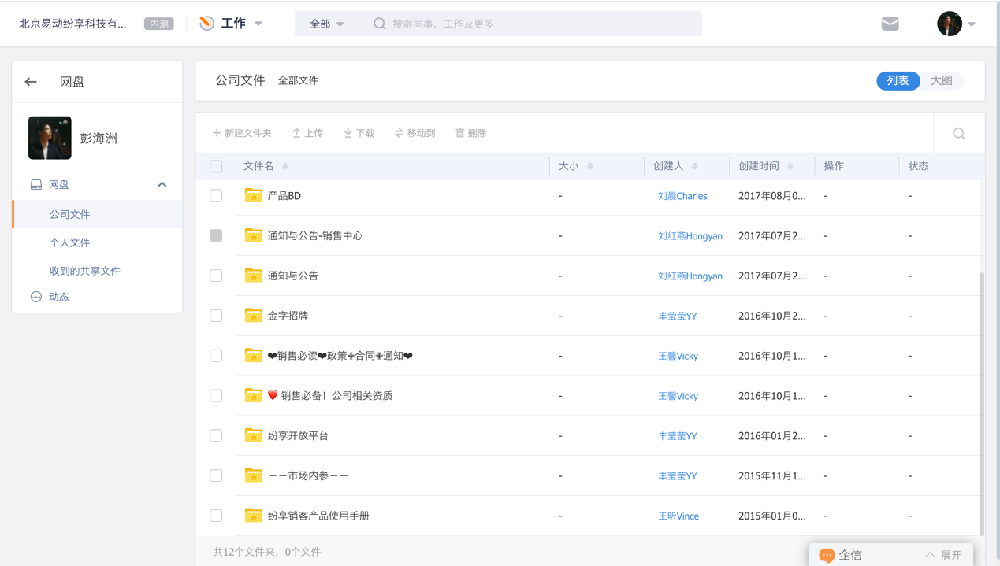 北京易动纷享科技有... 内测 工作 全部 搜索同事、工作及更多
网盘
彭海洲
网盘
公司文件
个人文件
收到的共享文件
动态
公司文件 全部文件 列表 大图
新建文件夹 上传 下载 移动到 删除
文件名 大小 创建人 创建时间 操作 状态
产品BD - 刘晨Charles 2017年08月0... - -
通知与公告-销售中心 - 刘红燕Hongyan 2017年07月2... - -
通知与公告 - 刘红燕Hongyan 2017年07月2... - -
金字招牌 - 丰莹莹YY 2016年10月2... - -
❤销售必读❤政策✚合同✚通知❤ - 王馨Vicky 2016年10月1... - -
❤️ 销售必备！公司相关资质 - 王馨Vicky 2016年10月1... - -
纷享开放平台 - 丰莹莹YY 2016年01月2... - -
－－市场内参－－ - 丰莹莹YY 2015年11月1... - -
纷享销客产品使用手册 - 王昕Vince 2015年01月0... - -
共12个文件夹，0个文件
企信 展开